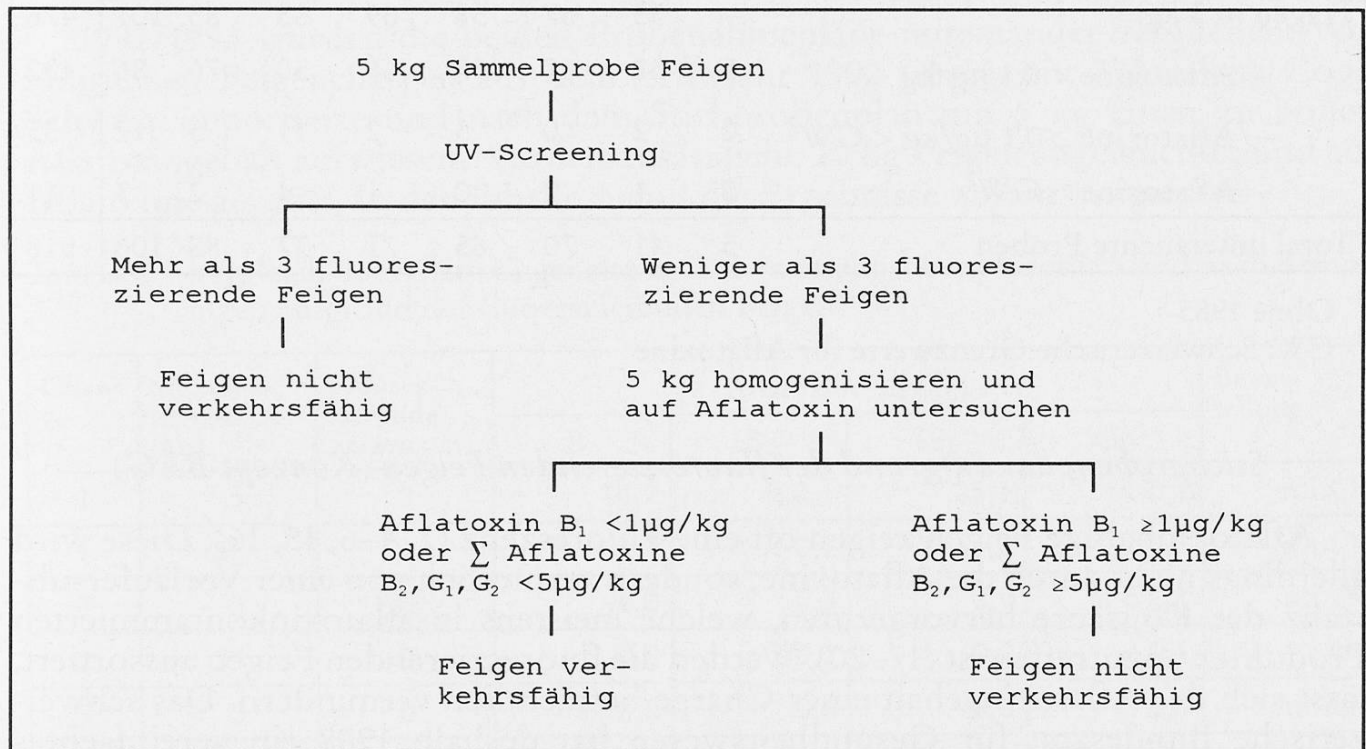 5 kg Sammelprobe Feigen
UV-Screening
Mehr als 3 fluores-
zierende Feigen
Weniger als 3 fluores-
zierende Feigen
Feigen nicht
verkehrsfähig
5 kg homogenisieren und
auf Aflatoxin untersuchen
Aflatoxin B₁ <1µg/kg
oder ∑ Aflatoxine
B₂,G₁,G₂ <5µg/kg
Aflatoxin B₁ ≥1µg/kg
oder ∑ Aflatoxine
B₂,G₁,G₂ ≥5µg/kg
Feigen ver-
kehrsfähig
Feigen nicht
verkehrsfähig